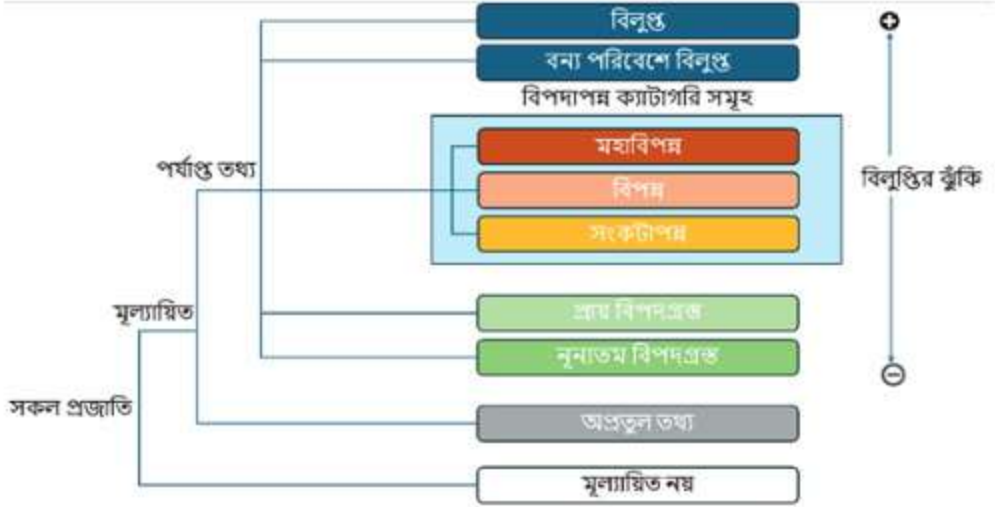 বিলুপ্ত
বন্য পরিবেশে বিলুপ্ত
বিপদাপন্ন ক্যাটাগরি সমূহ
মহাবিপন্ন
পর্যাপ্ত তথ্য
বিলুপ্তির ঝুঁকি
বিপন্ন
সংকটাপন্ন
মূল্যায়িত
প্রায় বিপদগ্রস্ত
নূন্যতম বিপদগ্রস্ত
সকল প্রজাতি
অপ্রতুল তথ্য
মূল্যায়িত নয়